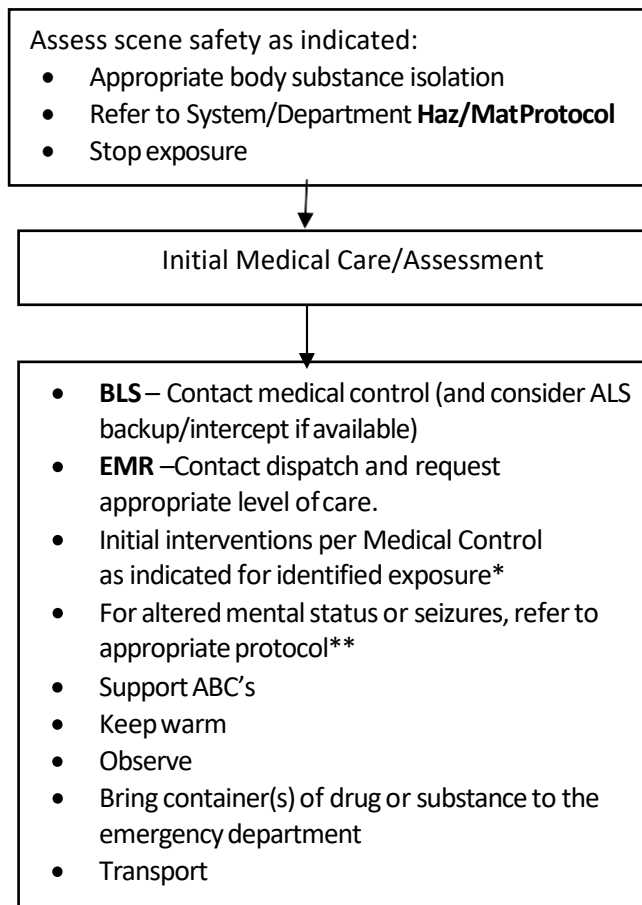 Assess scene safety as indicated:
• Appropriate body substance isolation
• Refer to System/Department Haz/MatProtocol
• Stop exposure
Initial Medical Care/Assessment
• BLS – Contact medical control (and consider ALS
backup/intercept if available)
• EMR –Contact dispatch and request
appropriate level of care.
• Initial interventions per Medical Control
as indicated for identified exposure*
• For altered mental status or seizures, refer to
appropriate protocol**
• Support ABC’s
• Keep warm
• Observe
• Bring container(s) of drug or substance to the
emergency department
• Transport